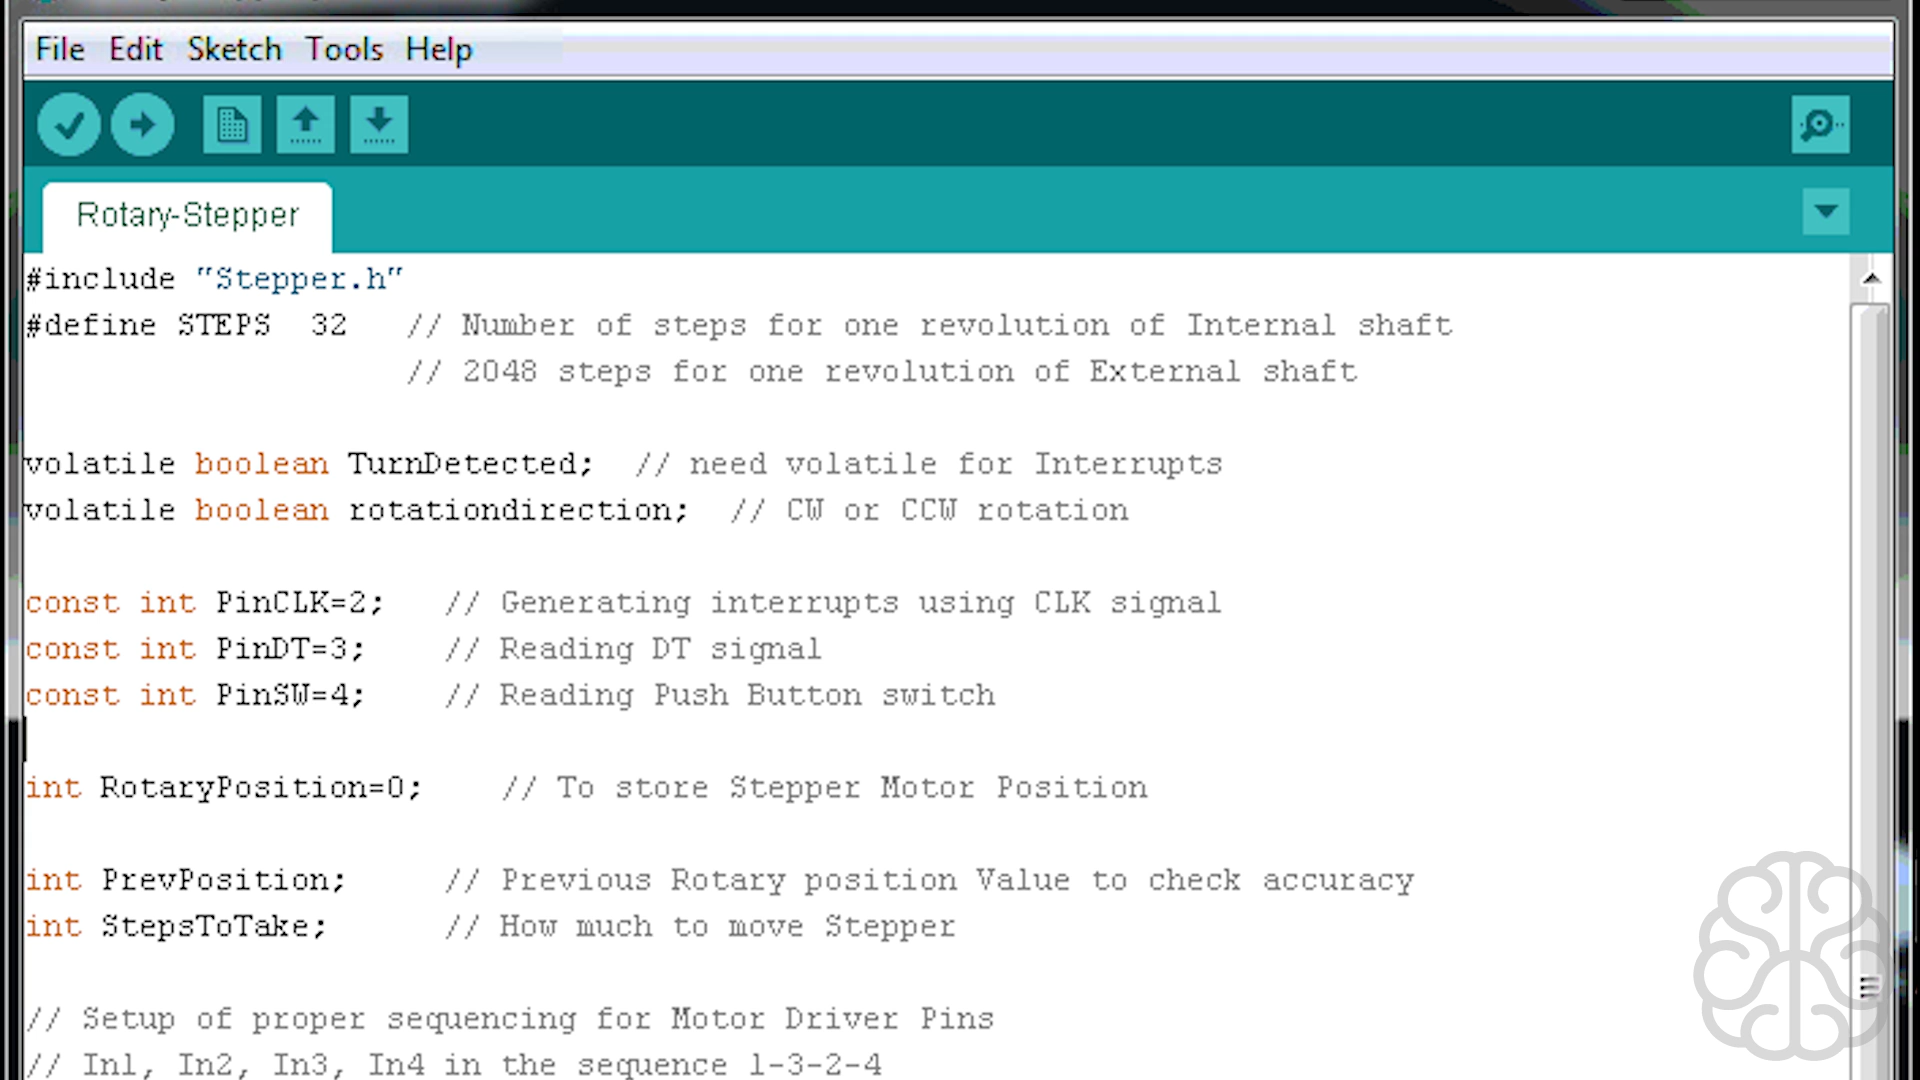 File Edit Sketch Tools Help
Rotary-Stepper
#include "Stepper.h"
#define STEPS  32   // Number of steps for one revolution of Internal shaft
                    // 2048 steps for one revolution of External shaft
volatile boolean TurnDetected;  // need volatile for Interrupts
volatile boolean rotationdirection;  // CW or CCW rotation
const int PinCLK=2;   // Generating interrupts using CLK signal
const int PinDT=3;    // Reading DT signal
const int PinSW=4;    // Reading Push Button switch
int RotaryPosition=0;    // To store Stepper Motor Position
int PrevPosition;     // Previous Rotary position Value to check accuracy
int StepsToTake;      // How much to move Stepper
// Setup of proper sequencing for Motor Driver Pins
// In1, In2, In3, In4 in the sequence 1-3-2-4